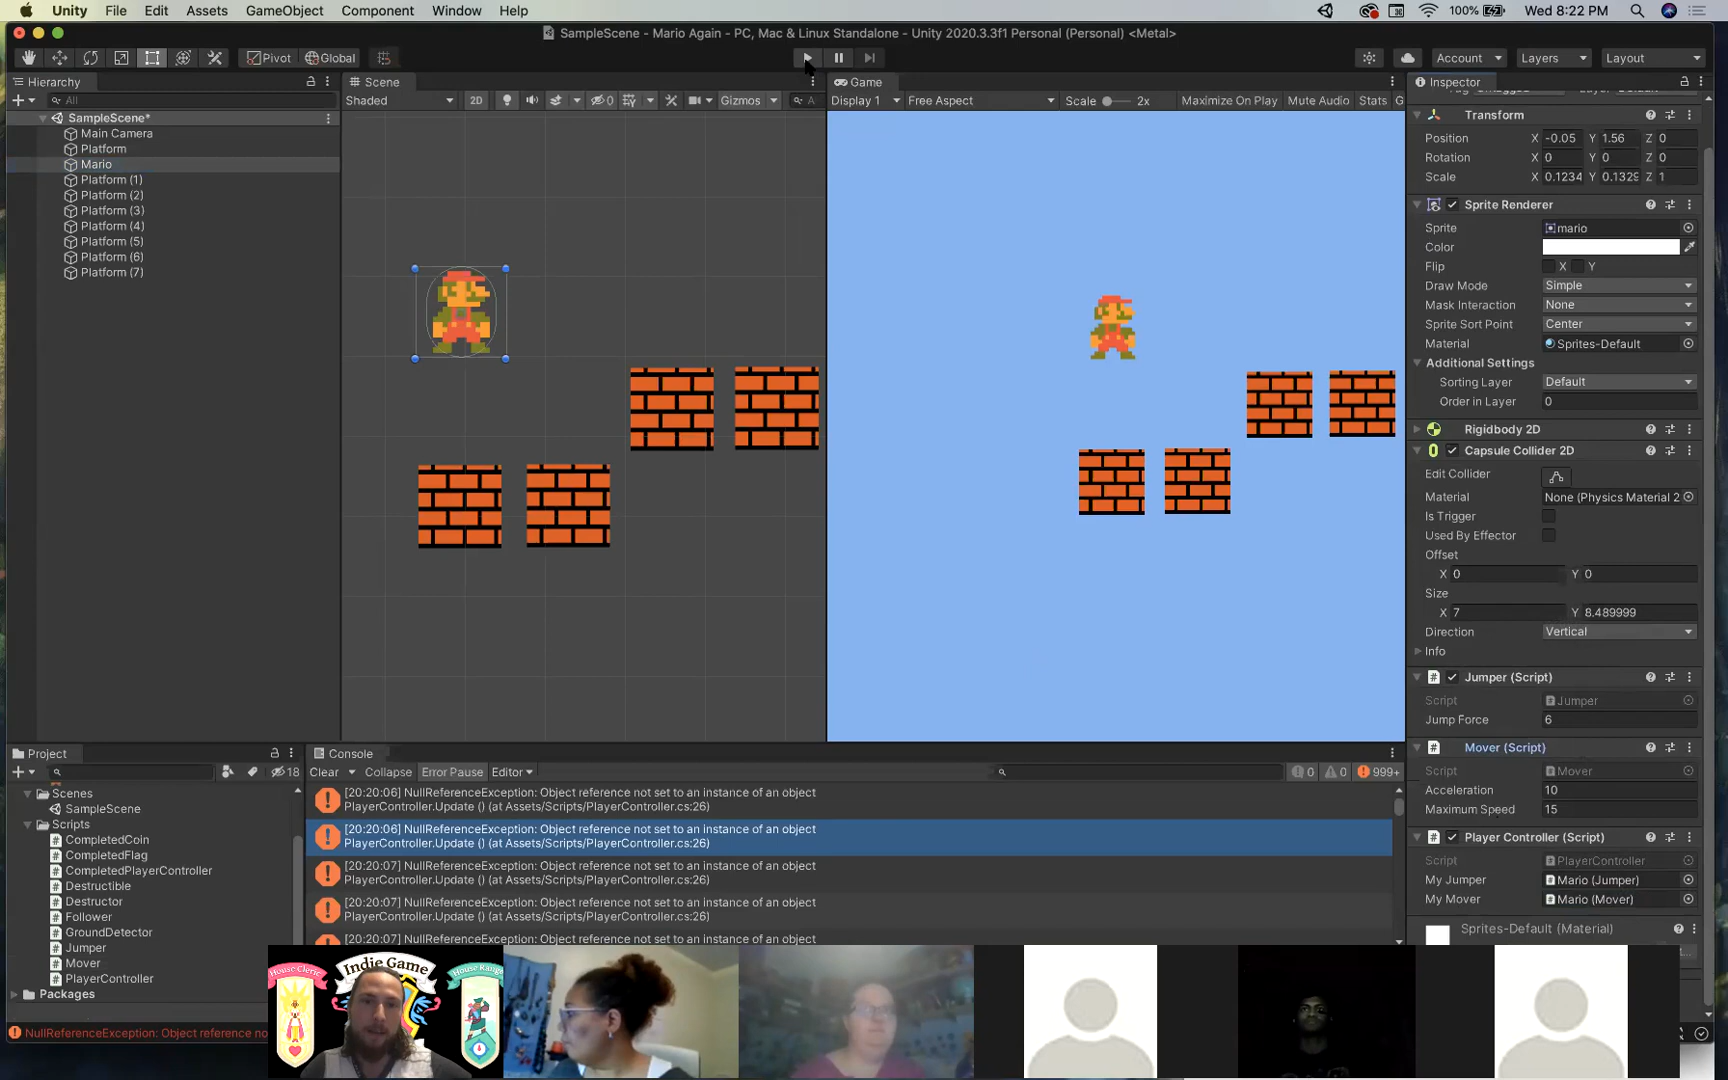 Unity File Edit Assets GameObject Component Window Help 100% Wed 8:22 PM
SampleScene - Mario Again - PC, Mac & Linux Standalone - Unity 2020.3.3f1 Personal (Personal) <Metal>
Pivot Global Account Layers Layout
Hierarchy
All
SampleScene*
Main Camera
Platform
Mario
Platform (1)
Platform (2)
Platform (3)
Platform (4)
Platform (5)
Platform (6)
Platform (7)
Scene
Shaded 2D 0 Gizmos A
Game
Display 1 Free Aspect Scale 2x Maximize On Play Mute Audio Stats G
Inspector
Transform
Position X -0.05 Y 1.56 Z 0
Rotation X 0 Y 0 Z 0
Scale X 0.1234 Y 0.1329 Z 1
Sprite Renderer
Sprite mario
Color
Flip X Y
Draw Mode Simple
Mask Interaction None
Sprite Sort Point Center
Material Sprites-Default
Additional Settings
Sorting Layer Default
Order in Layer 0
Rigidbody 2D
Capsule Collider 2D
Edit Collider
Material None (Physics Material 2
Is Trigger
Used By Effector
Offset
X 0 Y 0
Size
X 7 Y 8.489999
Direction Vertical
Info
Jumper (Script)
Script Jumper
Jump Force 6
Mover (Script)
Script Mover
Acceleration 10
Maximum Speed 15
Player Controller (Script)
Script PlayerController
My Jumper Mario (Jumper)
My Mover Mario (Mover)
Sprites-Default (Material)
Project
18
Scenes
SampleScene
Scripts
CompletedCoin
CompletedFlag
CompletedPlayerController
Destructible
Destructor
Follower
GroundDetector
Jumper
Mover
PlayerController
Packages
Console
Clear Collapse Error Pause Editor 0 0 999+
[20:20:06] NullReferenceException: Object reference not set to an instance of an object
PlayerController.Update () (at Assets/Scripts/PlayerController.cs:26)
[20:20:06] NullReferenceException: Object reference not set to an instance of an object
PlayerController.Update () (at Assets/Scripts/PlayerController.cs:26)
[20:20:07] NullReferenceException: Object reference not set to an instance of an object
PlayerController.Update () (at Assets/Scripts/PlayerController.cs:26)
[20:20:07] NullReferenceException: Object reference not set to an instance of an object
PlayerController.Update () (at Assets/Scripts/PlayerController.cs:26)
[20:20:07] NullReferenceException: Object reference not set to an instance of an object
NullReferenceException: Object reference no
House Cleric
Indie Game
House Range